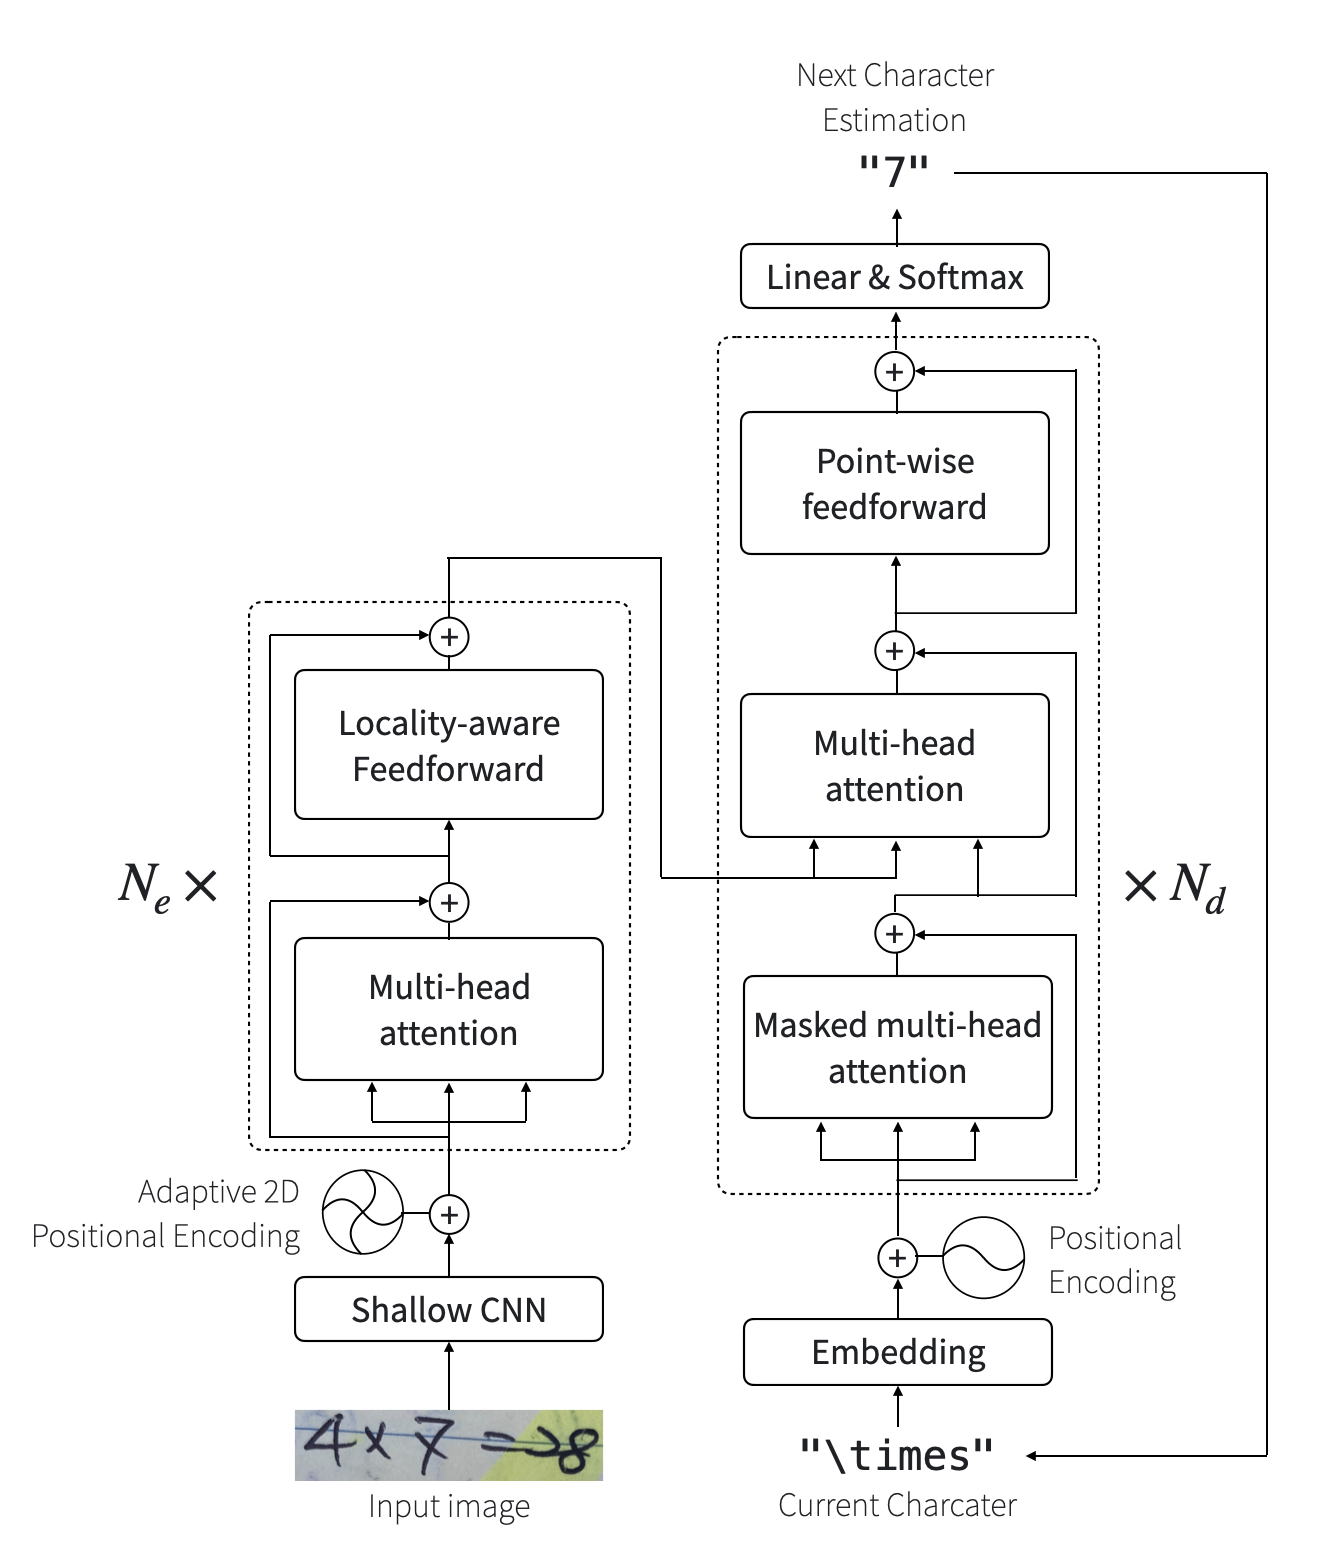 Next Character
Estimation
"7"
Linear & Softmax
Point-wise
feedforward
Multi-head
attention
Masked multi-head
attention
× N_d
Positional
Encoding
Embedding
"\times"
Current Charcater
Locality-aware
Feedforward
N_e ×
Multi-head
attention
Adaptive 2D
Positional Encoding
Shallow CNN
4 × 7 = 28
Input image